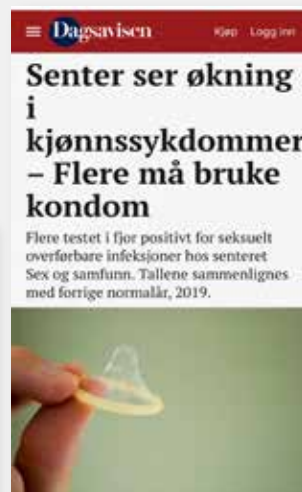 Dagsavisen
Kjøp Logg inn
Senter ser økning
i
kjønnssykdommer
– Flere må bruke
kondom
Flere testet i fjor positivt for seksuelt
overførbare infeksjoner hos senteret
Sex og samfunn. Tallene sammenlignes
med forrige normalår, 2019.